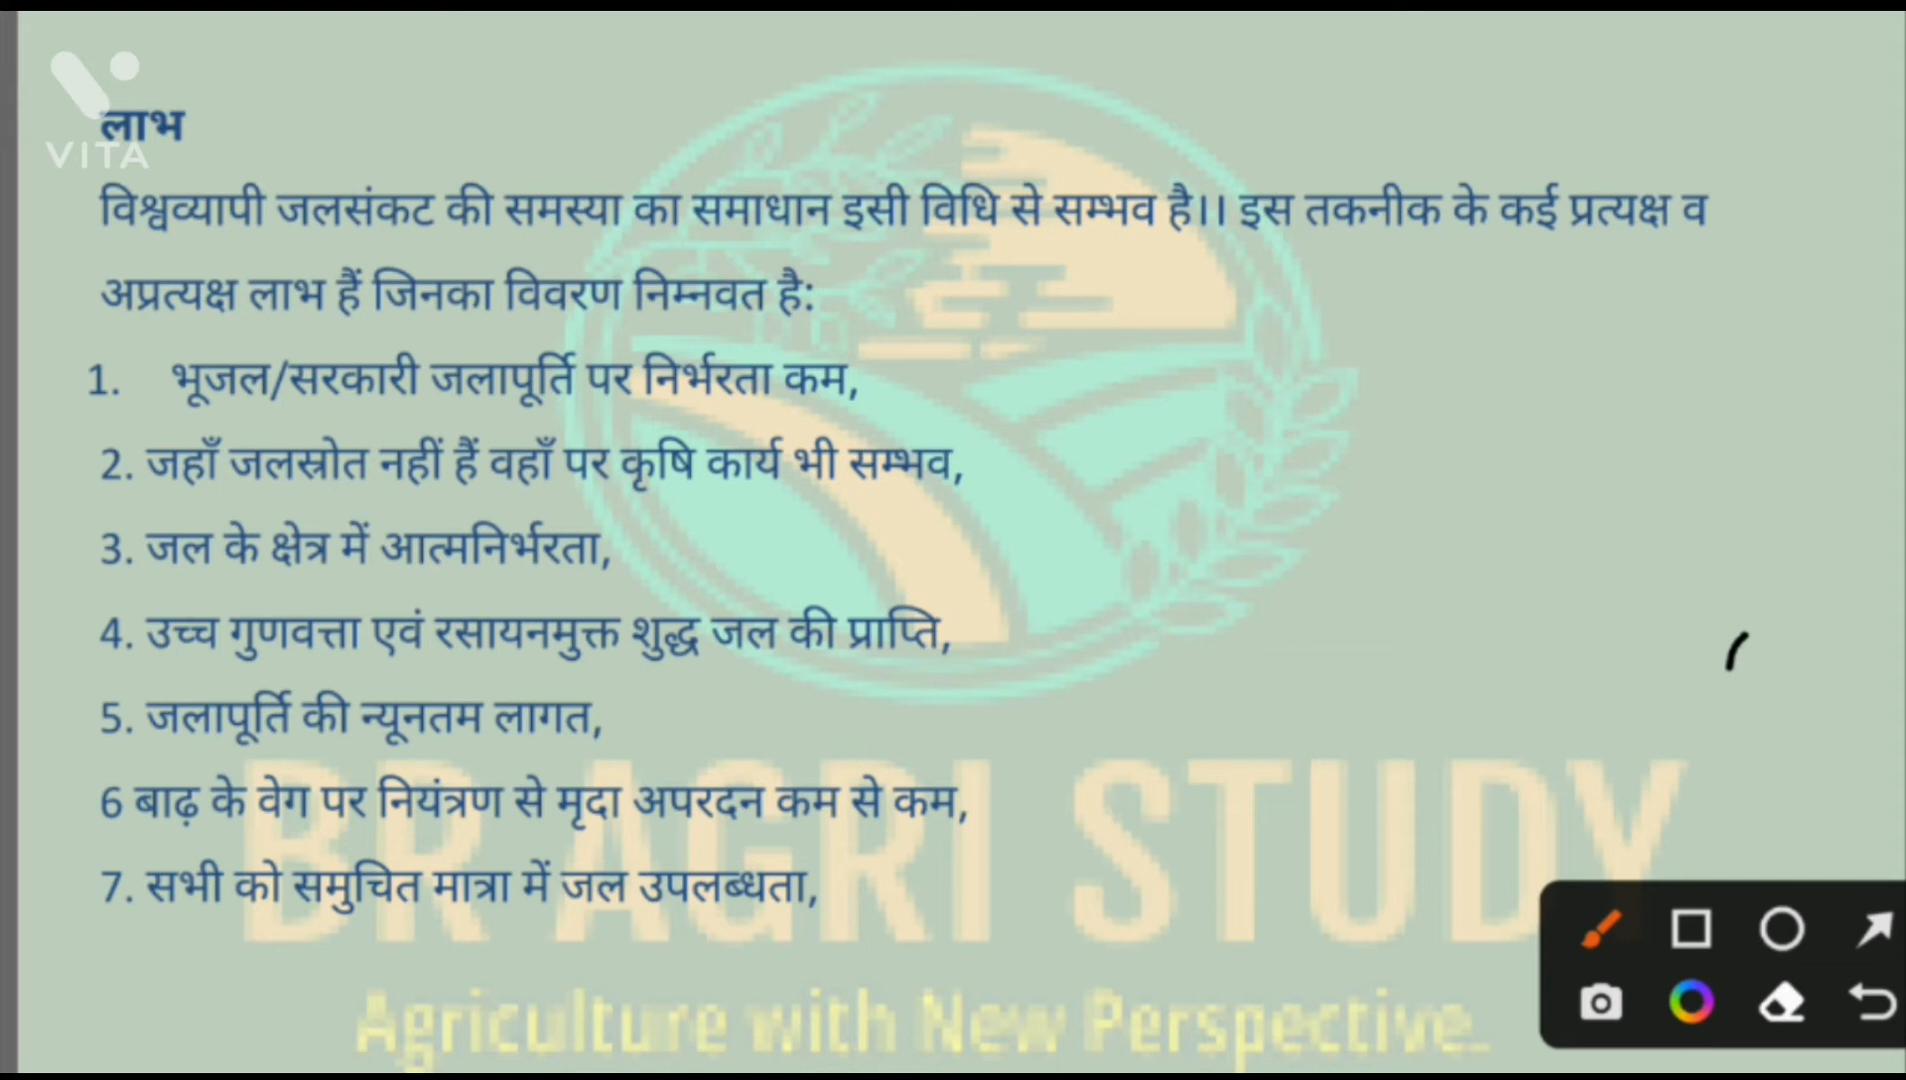 VITA
लाभ
विश्वव्यापी जलसंकट की समस्या का समाधान इसी विधि से सम्भव है।। इस तकनीक के कई प्रत्यक्ष व
अप्रत्यक्ष लाभ हैं जिनका विवरण निम्नवत है:
1. भूजल/सरकारी जलापूर्ति पर निर्भरता कम,
2. जहाँ जलस्रोत नहीं हैं वहाँ पर कृषि कार्य भी सम्भव,
3. जल के क्षेत्र में आत्मनिर्भरता,
4. उच्च गुणवत्ता एवं रसायनमुक्त शुद्ध जल की प्राप्ति,
5. जलापूर्ति की न्यूनतम लागत,
6 बाढ़ के वेग पर नियंत्रण से मृदा अपरदन कम से कम,
7. सभी को समुचित मात्रा में जल उपलब्धता,
BR AGRI STUDY
Agriculture with New Perspective.